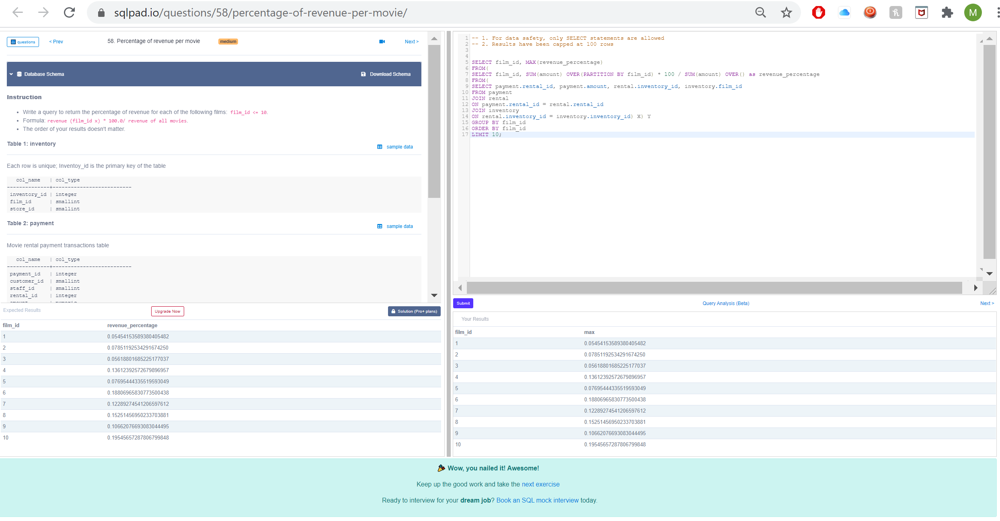 sqlpad.io/questions/58/percentage-of-revenue-per-movie/
M
questions
< Prev
58. Percentage of revenue per movie
medium
Next >
Database Schema
Download Schema
Instruction
• Write a query to return the percentage of revenue for each of the following films: film_id <= 10.
• Formula: revenue (film_id x) * 100.0/ revenue of all movies.
• The order of your results doesn't matter.
Table 1: inventory
sample data
Each row is unique; Inventoy_id is the primary key of the table
col_name | col_type
--------------+--------------------------
inventory_id | integer
film_id | smallint
store_id | smallint
Table 2: payment
sample data
Movie rental payment transactions table
col_name | col_type
--------------+--------------------------
payment_id | integer
customer_id | smallint
staff_id | smallint
rental_id | integer
Expected Results
Upgrade Now
Solution (Pro+ plans)
film_id revenue_percentage
1 0.05454153589380405482
2 0.07851192534291674250
3 0.05618801685225177037
4 0.13612392572679896957
5 0.07695444335519593049
6 0.18806965830773500438
7 0.12289274541206597612
8 0.15251456950233703881
9 0.10662076693083044495
10 0.19545657287806799848
1 -- 1. For data safety, only SELECT statements are allowed
2 -- 2. Results have been capped at 100 rows
3
4
5 SELECT film_id, MAX(revenue_percentage)
6 FROM(
7 SELECT film_id, SUM(amount) OVER(PARTITION BY film_id) * 100 / SUM(amount) OVER() as revenue_percentage
8 FROM(
9 SELECT payment.rental_id, payment.amount, rental.inventory_id, inventory.film_id
10 FROM payment
11 JOIN rental
12 ON payment.rental_id = rental.rental_id
13 JOIN inventory
14 ON rental.inventory_id = inventory.inventory_id) X) Y
15 GROUP BY film_id
16 ORDER BY film_id
17 LIMIT 10;
Submit
Query Analysis (Beta)
Next >
Your Results
film_id max
1 0.05454153589380405482
2 0.07851192534291674250
3 0.05618801685225177037
4 0.13612392572679896957
5 0.07695444335519593049
6 0.18806965830773500438
7 0.12289274541206597612
8 0.15251456950233703881
9 0.10662076693083044495
10 0.19545657287806799848
Wow, you nailed it! Awesome!
Keep up the good work and take the next exercise
Ready to interview for your dream job? Book an SQL mock interview today.